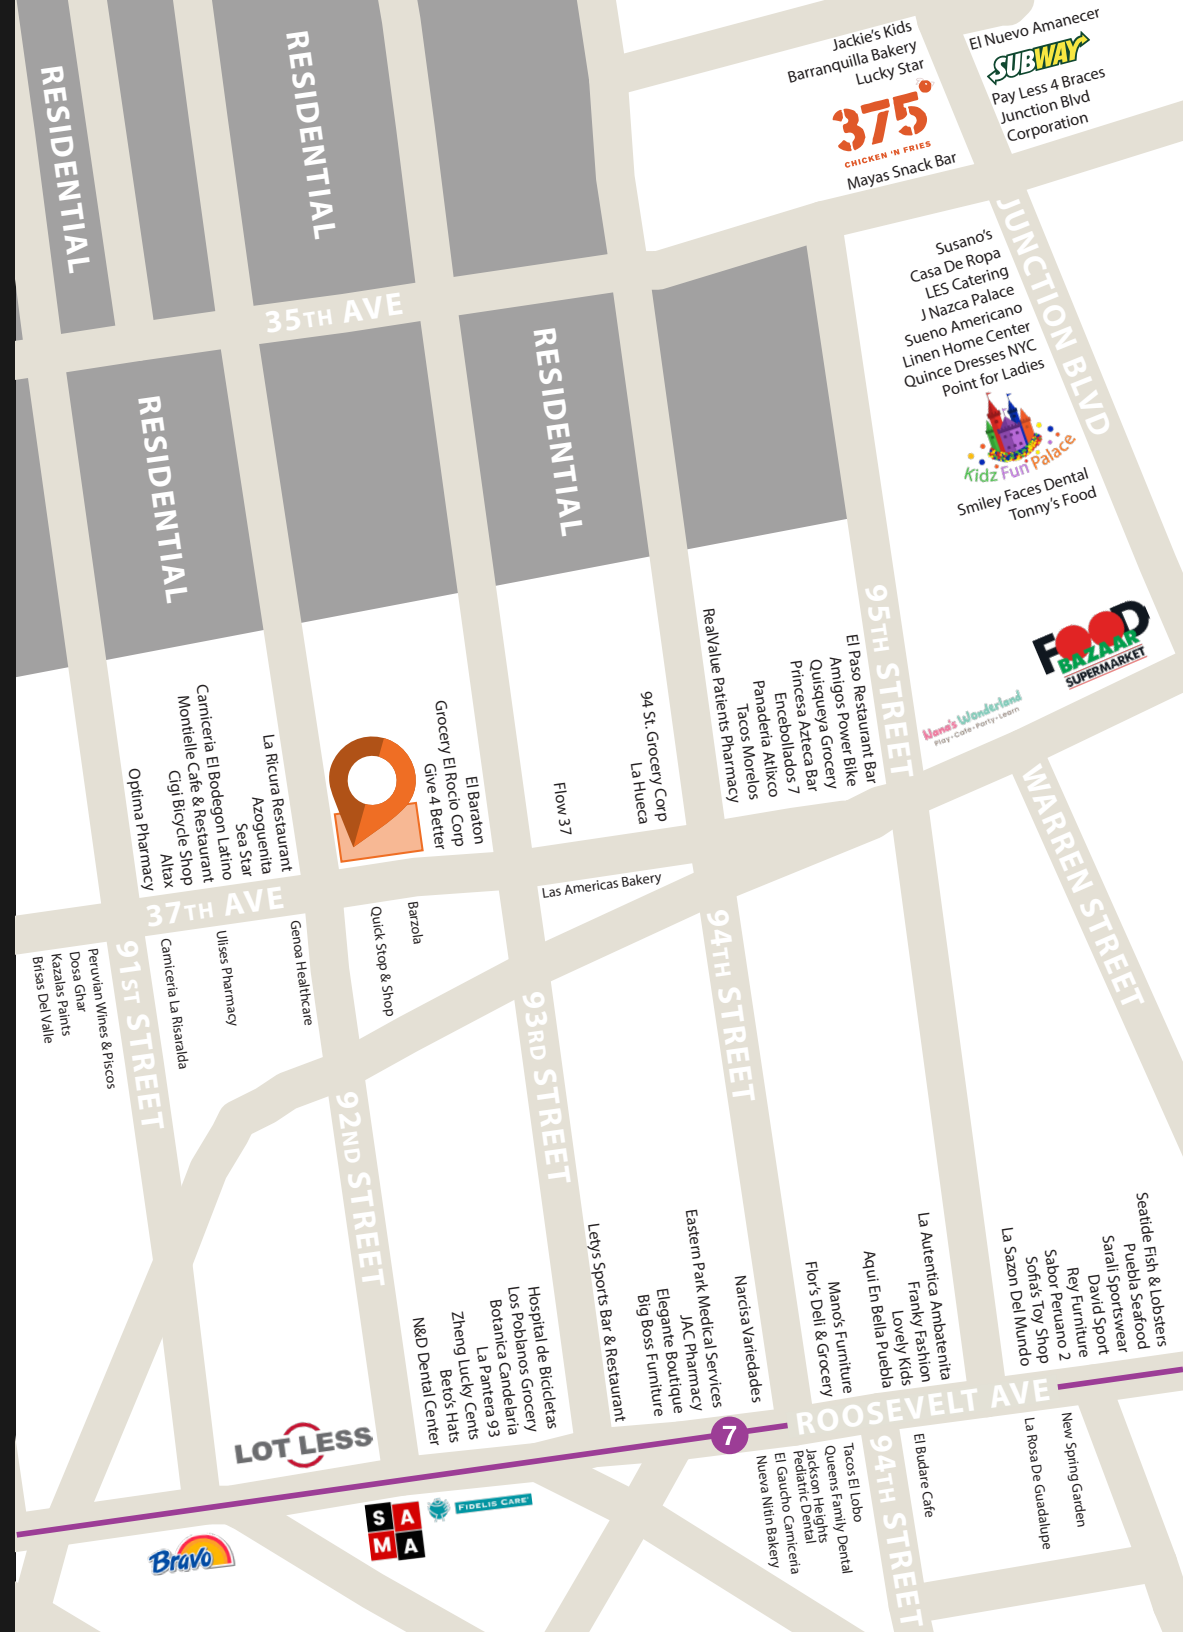 Jackie's Kids
Barranquilla Bakery
Lucky Star
375°
CHICKEN 'N FRIES
Mayas Snack Bar
El Nuevo Amanecer
SUBWAY
Pay Less 4 Braces
Junction Blvd
Corporation
RESIDENTIAL
RESIDENTIAL
35TH AVE
RESIDENTIAL
RESIDENTIAL
JUNCTION BLVD
Susano's
Casa De Ropa
LES Catering
J Nazca Palace
Sueno Americano
Linen Home Center
Quince Dresses NYC
Point for Ladies
Kidz Fun Palace
Smiley Faces Dental
Tonny's Food
95TH STREET
FOOD
BAZAAR
SUPERMARKET
Nana's Wonderland
Play-Cafe-Party-Learn
WARREN STREET
Optima Pharmacy
Carniceria El Bodegon Latino
Montielle Cafe & Restaurant
Cigi Bicycle Shop
Altax
La Ricura Restaurant
Azoguenita
Sea Star
El Baraton
Grocery El Rocio Corp
Give 4 Better
Flow 37
94 St. Grocery Corp
La Hueca
El Paso Restaurant Bar
Amigos Power Bike
Quisqueya Grocery
Princesa Azteca Bar
Encebollados 7
Panaderia Atlixco
Tacos Morelos
RealValue Patients Pharmacy
37TH AVE
Las Americas Bakery
Peruvian Wines & Piscos
Dosa Ghar
Kazalas Paints
Brisas Del Valle
91ST STREET
Carniceria La Risaralda
Ulises Pharmacy
Genoa Healthcare
Quick Stop & Shop
Barzola
92ND STREET
93RD STREET
94TH STREET
Hospital de Bicicletas
Los Poblanos Grocery
Botanica Candelaria
La Pantera 93
Zheng Lucky Cents
Beto's Hats
N&D Dental Center
Narcisa Variedades
Eastern Park Medical Services
JAC Pharmacy
Elegante Boutique
Big Boss Furniture
Letys Sports Bar & Restaurant
La Autentica Ambatenita
Franky Fashion
Lovely Kids
Aqui En Bella Puebla
Mano's Furniture
Flor's Deli & Grocery
Seatide Fish & Lobsters
Puebla Seafood
Sarali Sportswear
David Sport
Rey Furniture
Sabor Peruano 2
Sofia's Toy Shop
La Sazon Del Mundo
ROOSEVELT AVE
7
LOT LESS
Bravo
SAMA
FIDELIS CARE
Tacos El Lobo
Queens Family Dental
Jackson Heights
Pediatric Dental
El Gaucho Carniceria
Nueva Nitin Bakery
94TH STREET
El Budare Cafe
La Rosa De Guadalupe
New Spring Garden